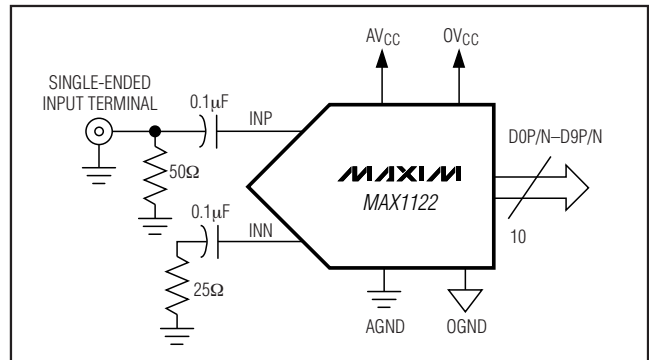 AVCC
OVCC
SINGLE-ENDED
INPUT TERMINAL
0.1μF
INP
D0P/N–D9P/N
50Ω
MAXIM
MAX1122
0.1μF
INN
10
25Ω
AGND
OGND